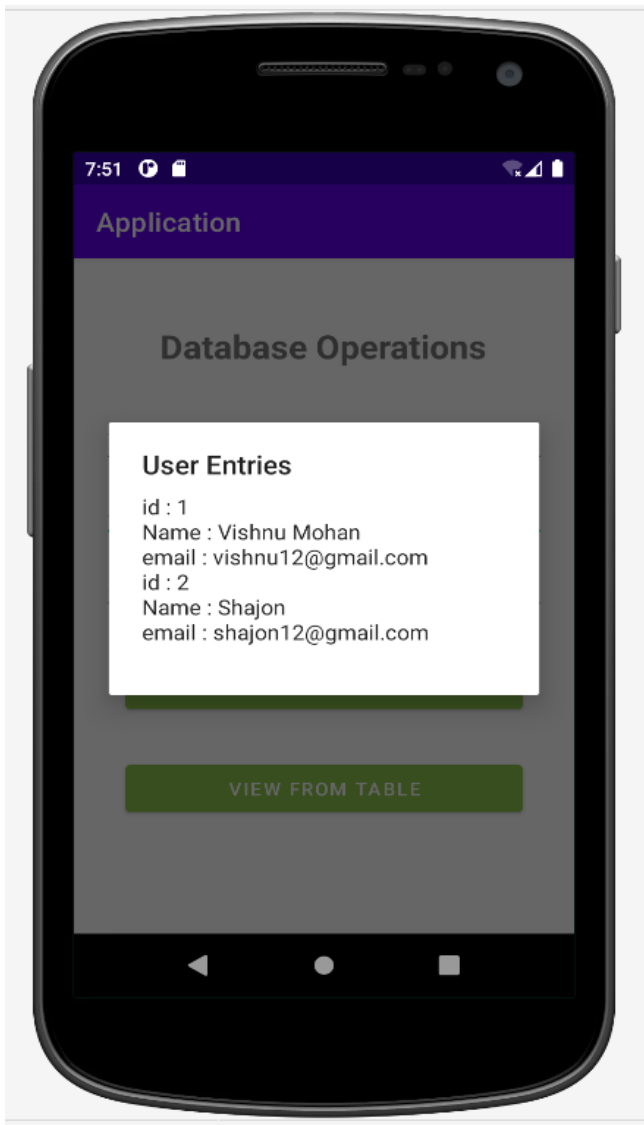 7:51
Application
Database Operations
User Entries
id : 1
Name : Vishnu Mohan
email : vishnu12@gmail.com
id : 2
Name : Shajon
email : shajon12@gmail.com
VIEW FROM TABLE